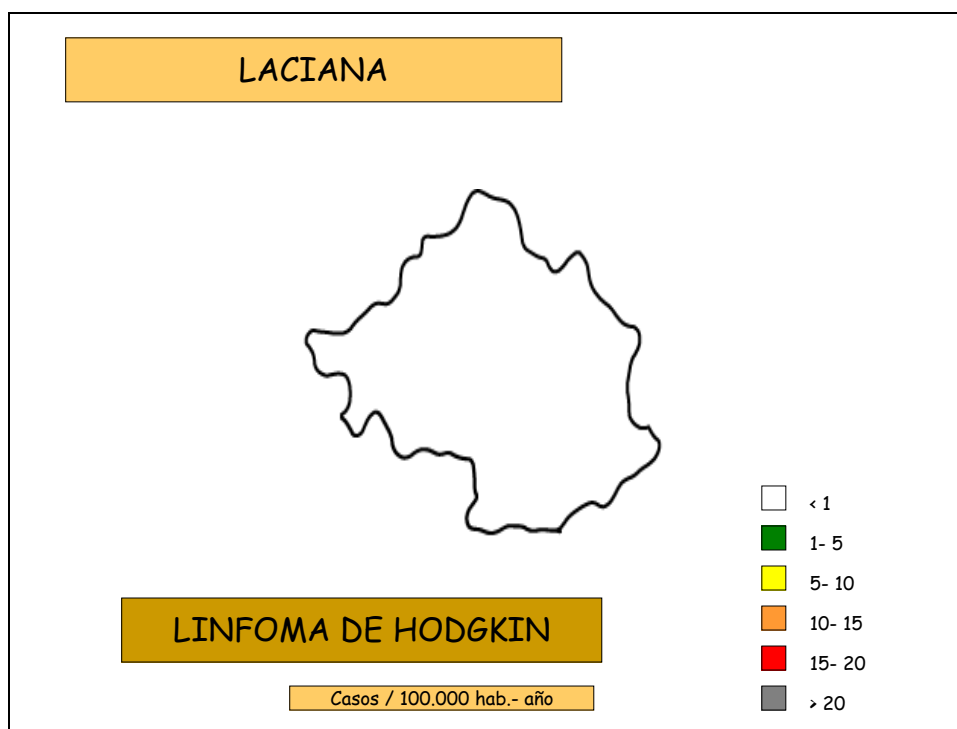 LACIANA
< 1
1- 5
5- 10
10- 15
15- 20
> 20
LINFOMA DE HODGKIN
Casos / 100.000 hab.- año